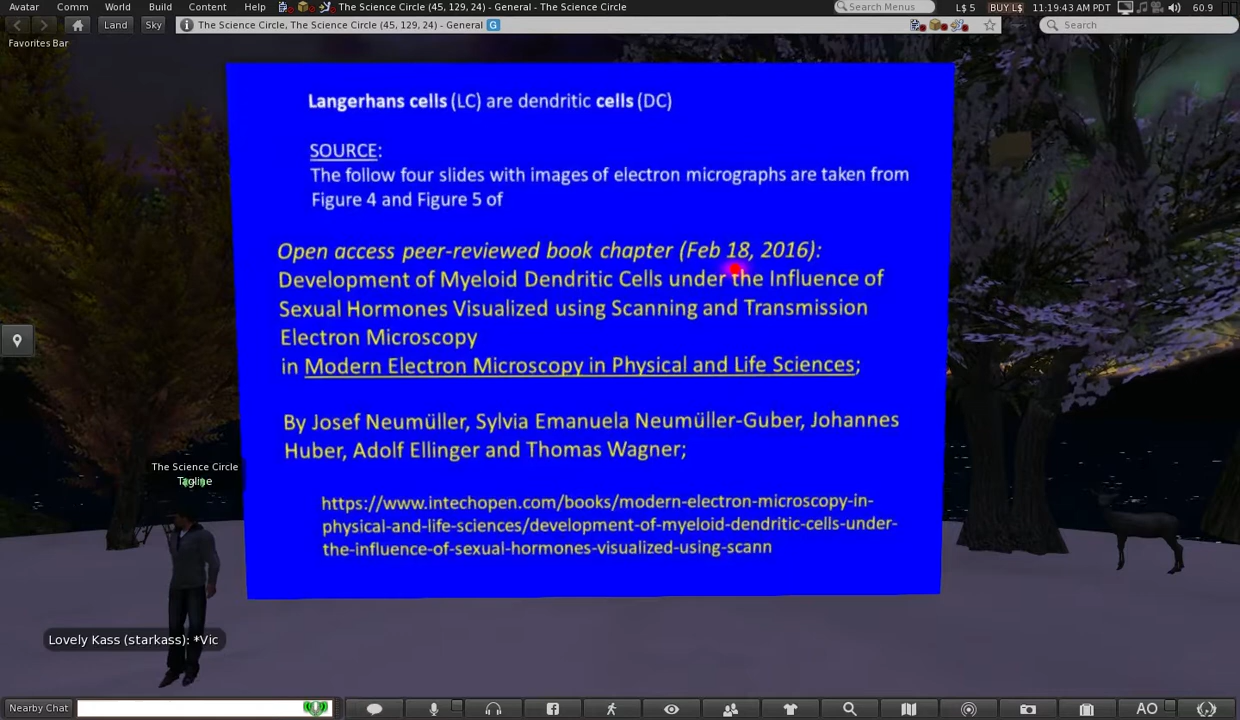 Avatar Comm World Build Content Help The Science Circle, The Science Circle (45, 129, 24) - General - The Science Circle Search Menus L$ 5 BUY L$ 11:19:43 AM PDT 60.9
Land Sky The Science Circle, The Science Circle (45, 129, 24) - General G Search
Favorites Bar
Langerhans cells (LC) are dendritic cells (DC)
SOURCE:
The follow four slides with images of electron micrographs are taken from
Figure 4 and Figure 5 of
Open access peer-reviewed book chapter (Feb 18, 2016):
Development of Myeloid Dendritic Cells under the Influence of
Sexual Hormones Visualized using Scanning and Transmission
Electron Microscopy
in Modern Electron Microscopy in Physical and Life Sciences;
By Josef Neumüller, Sylvia Emanuela Neumüller-Guber, Johannes
Huber, Adolf Ellinger and Thomas Wagner;
https://www.intechopen.com/books/modern-electron-microscopy-in-
physical-and-life-sciences/development-of-myeloid-dendritic-cells-under-
the-influence-of-sexual-hormones-visualized-using-scann
The Science Circle
Tagline
Lovely Kass (starkass): *Vic
Nearby Chat AO